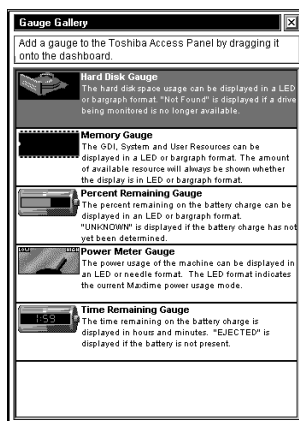 Gauge Gallery
Add a gauge to the Toshiba Access Panel by dragging it
onto the dashboard.
Hard Disk Gauge
The hard disk space usage can be displayed in a LED
or bargraph format. "Not Found" is displayed if a drive
being monitored is no longer available.
Memory Gauge
The GDI, System and User Resources can be
displayed in a LED or bargraph format. The amount
of available resource will always be shown whether
the display is in LED or bargraph format.
Percent Remaining Gauge
The percent remaining on the battery charge can be
displayed in an LED or bargraph format.
"UNKNOWN" is displayed if the battery charge has not
yet been determined.
Power Meter Gauge
The power usage of the machine can be displayed in
an LED or needle format. The LED format indicates
the current Maxtime power usage mode.
1:59
Time Remaining Gauge
The time remaining on the battery charge is
displayed in hours and minutes. "EJECTED" is
displayed if the battery is not present.